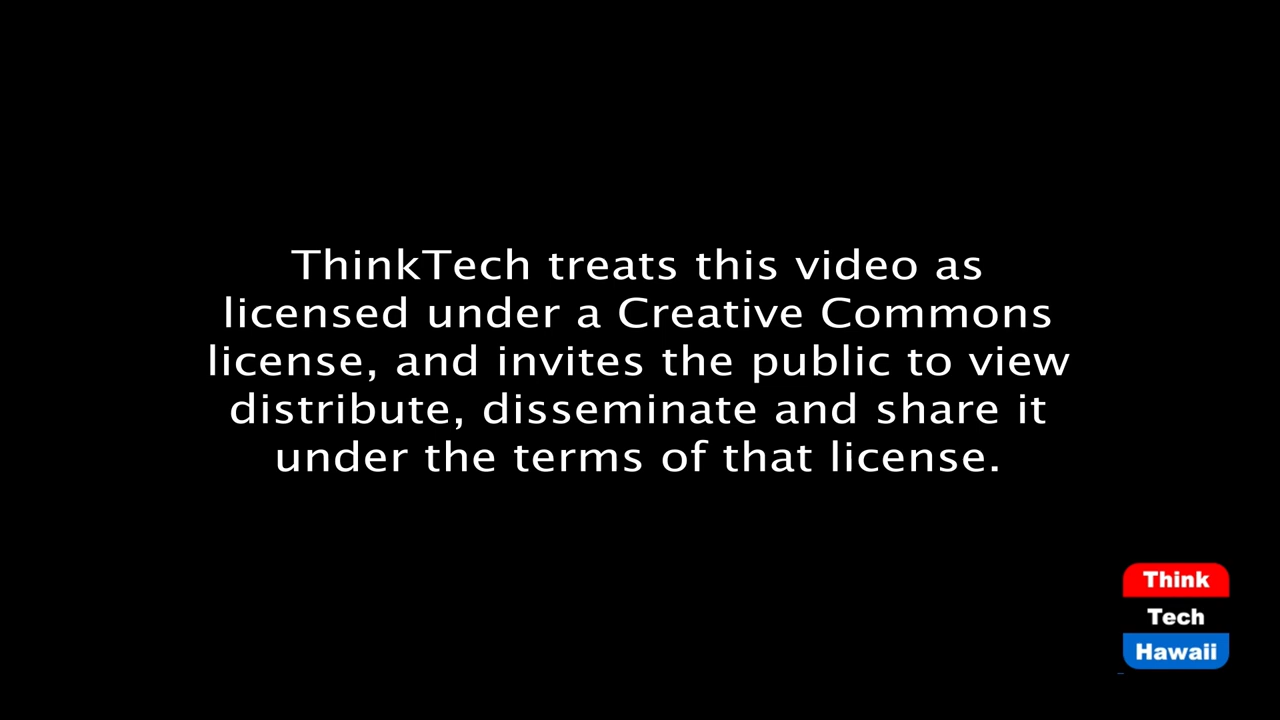 ThinkTech treats this video as
licensed under a Creative Commons
license, and invites the public to view
distribute, disseminate and share it
under the terms of that license.
Think
Tech
Hawaii